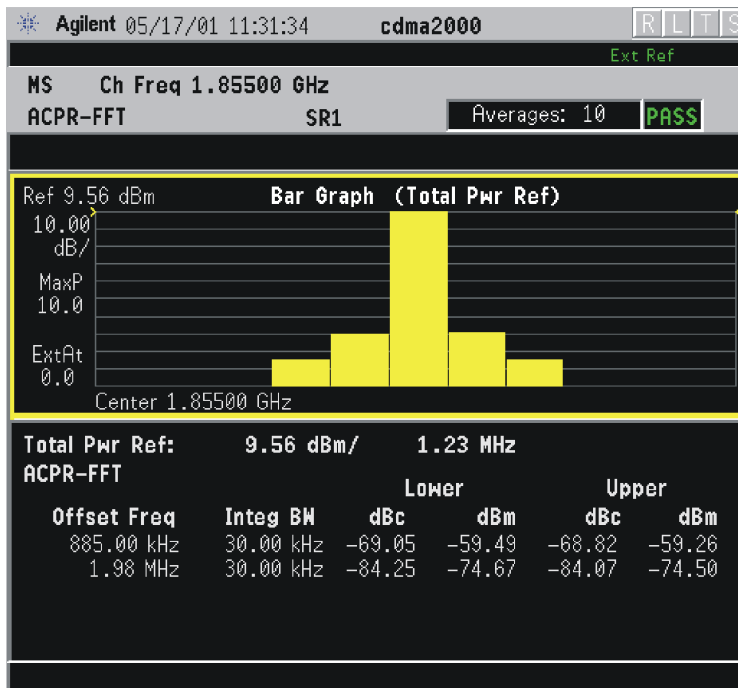 Agilent 05/17/01 11:31:34 cdma2000 R L T S
Ext Ref
MS Ch Freq 1.85500 GHz
ACPR-FFT SR1 Averages: 10 PASS
Ref 9.56 dBm Bar Graph (Total Pwr Ref)
10.00
dB/
MaxP
10.0
ExtAt
0.0
Center 1.85500 GHz
Total Pwr Ref: 9.56 dBm/ 1.23 MHz
ACPR-FFT
Lower Upper
Offset Freq Integ BW dBc dBm dBc dBm
885.00 kHz 30.00 kHz -69.05 -59.49 -68.82 -59.26
1.98 MHz 30.00 kHz -84.25 -74.67 -84.07 -74.50